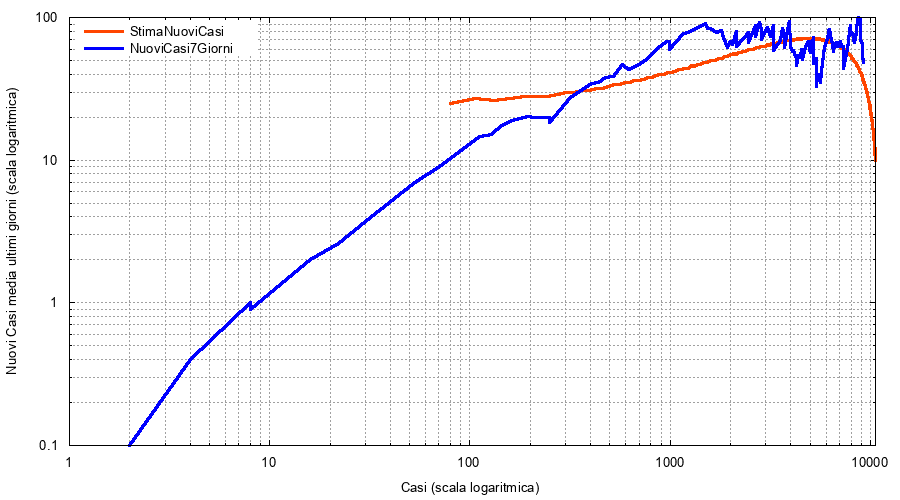 StimaNuoviCasi
NuoviCasi7Giorni
100
10
1
0.1
Nuovi Casi media ultimi giorni (scala logaritmica)
1
10
100
1000
10000
Casi (scala logaritmica)